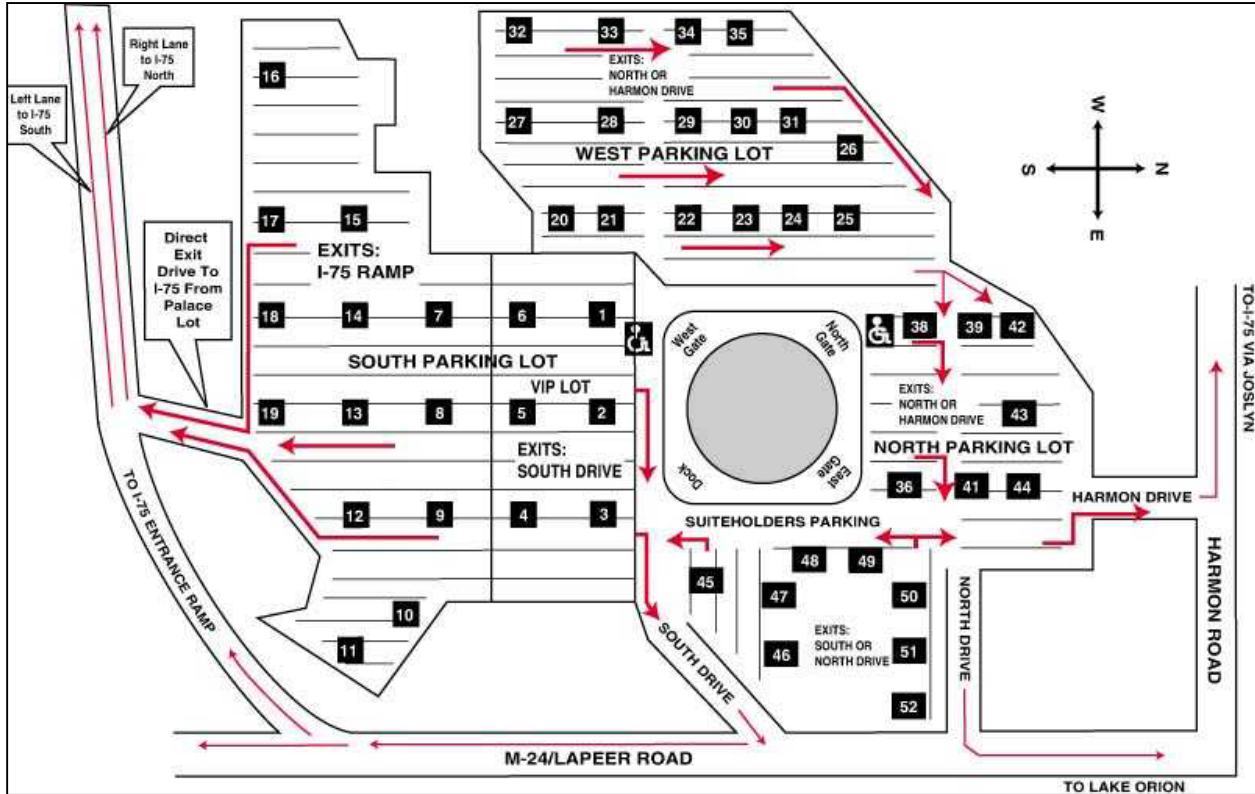 Right Lane
to I-75
North
Left Lane
to I-75
South
Direct
Exit
Drive To
I-75 From
Palace
Lot
16
17
15
EXITS:
I-75 RAMP
18
14
7
6
1
SOUTH PARKING LOT
VIP LOT
19
13
8
5
2
EXITS:
SOUTH DRIVE
12
9
4
3
10
11
32
33
34
35
EXITS:
NORTH OR
HARMON DRIVE
27
28
29
30
31
26
WEST PARKING LOT
20
21
22
23
24
25
W
S
N
E
West
Gate
North
Gate
Dock
East
Gate
38
39
42
EXITS:
NORTH OR
HARMON DRIVE
43
NORTH PARKING LOT
36
41
44
HARMON DRIVE
SUITEHOLDERS PARKING
45
48
49
47
50
46
EXITS:
SOUTH OR
NORTH DRIVE
51
52
SOUTH DRIVE
NORTH DRIVE
HARMON ROAD
TO-I-75 VIA JOSLYN
TO I-75 ENTRANCE RAMP
M-24/LAPEER ROAD
TO LAKE ORION